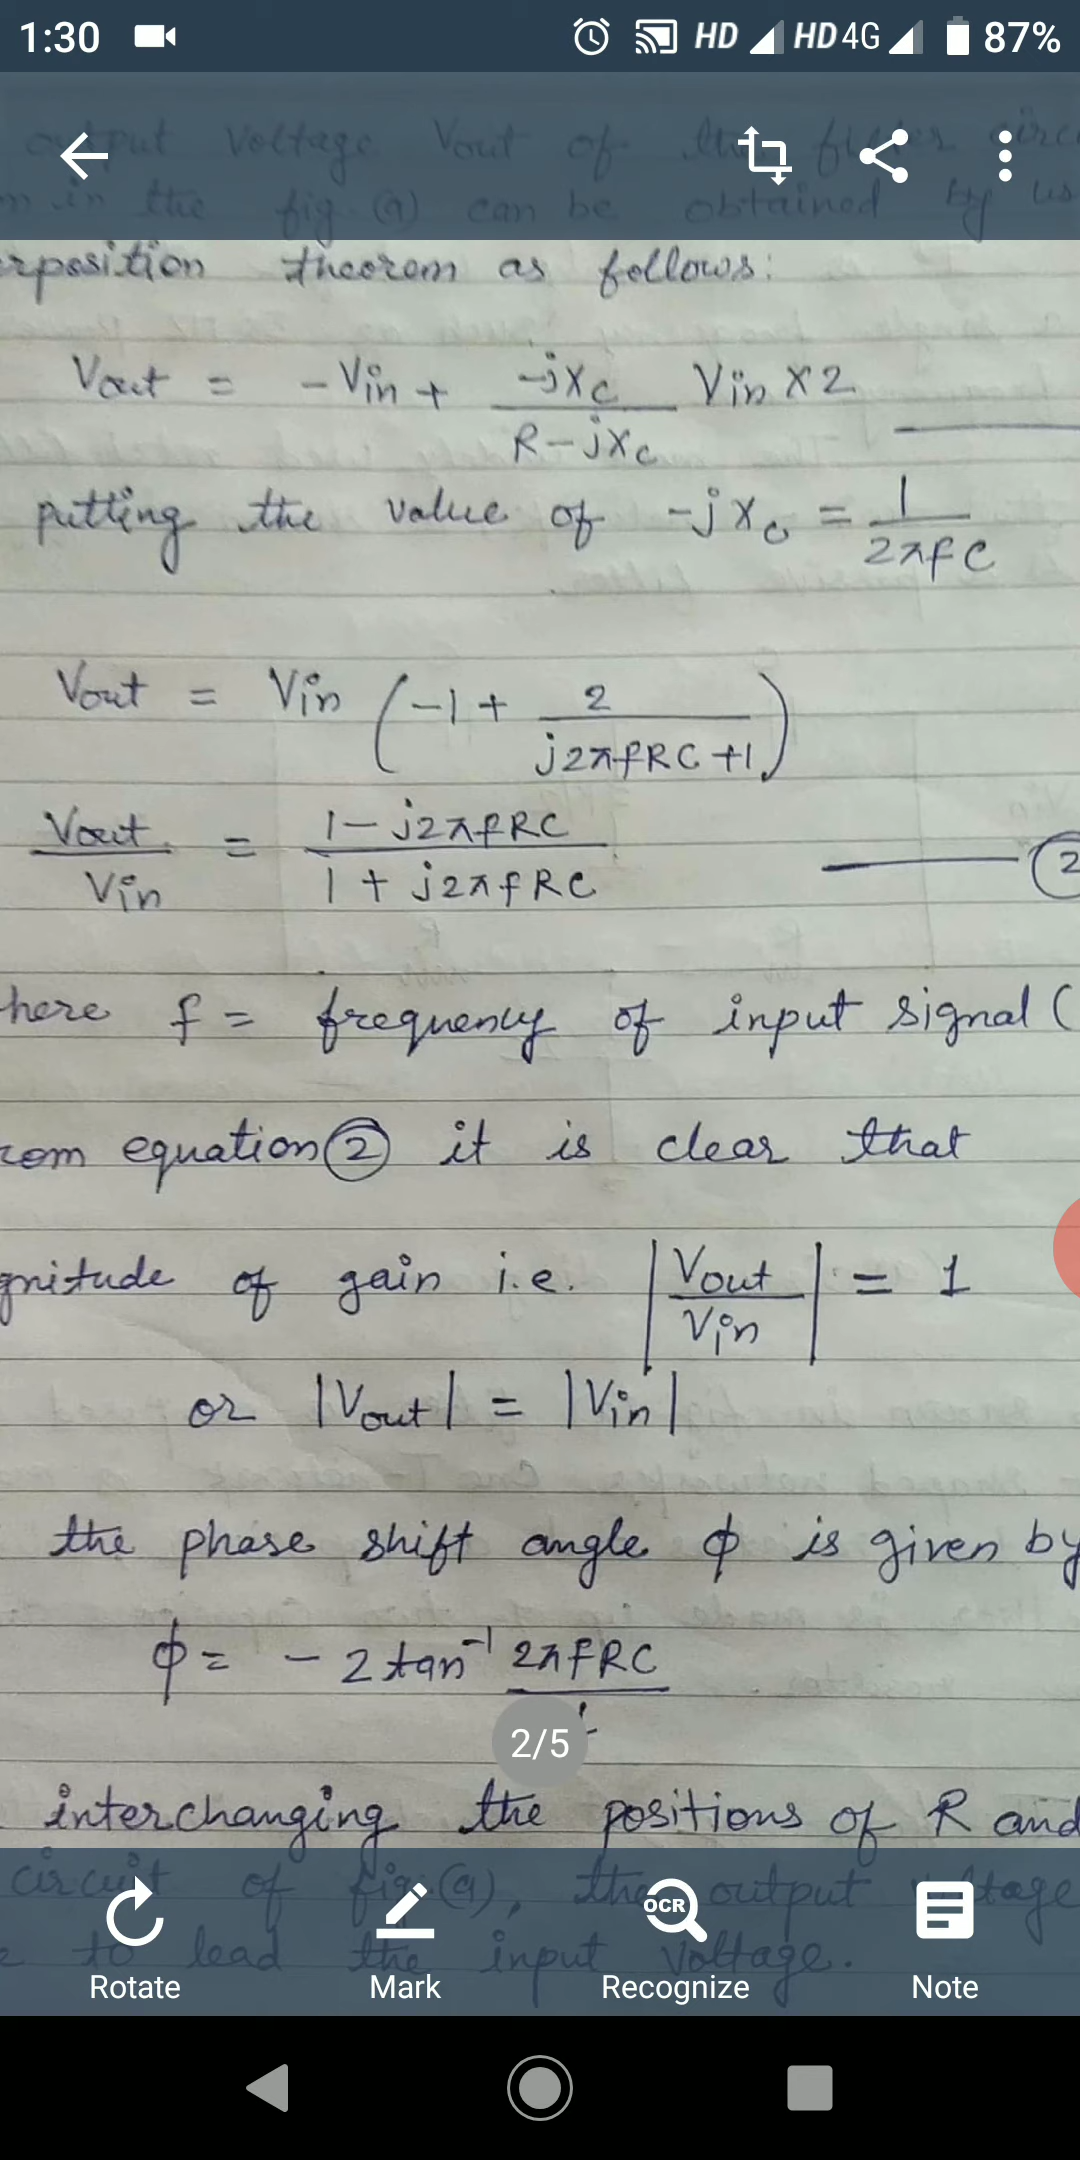 1:30 HD HD 4G 87%
output voltage Vout of the filter circ
in the fig (a) can be obtained by us
rposition theorem as follows:
Vout = -Vin + -jXc / R-jXc Vin X 2
putting the value of -jXc = 1 / 2πfC
Vout = Vin (-1 + 2 / j2πfRC +1)
Vout / Vin = 1 - j2πfRC / 1 + j2πfRC 2
here f = frequency of input signal (
rom equation 2 it is clear that
gnitude of gain i.e. |Vout / Vin| = 1
or |Vout| = |Vin|
the phase shift angle ϕ is given by
ϕ = - 2 tan⁻¹ 2πfRC
2/5
interchanging the positions of R and
circuit of fig.(a), the output ltage
to lead the input voltage.
OCR
Rotate Mark Recognize Note